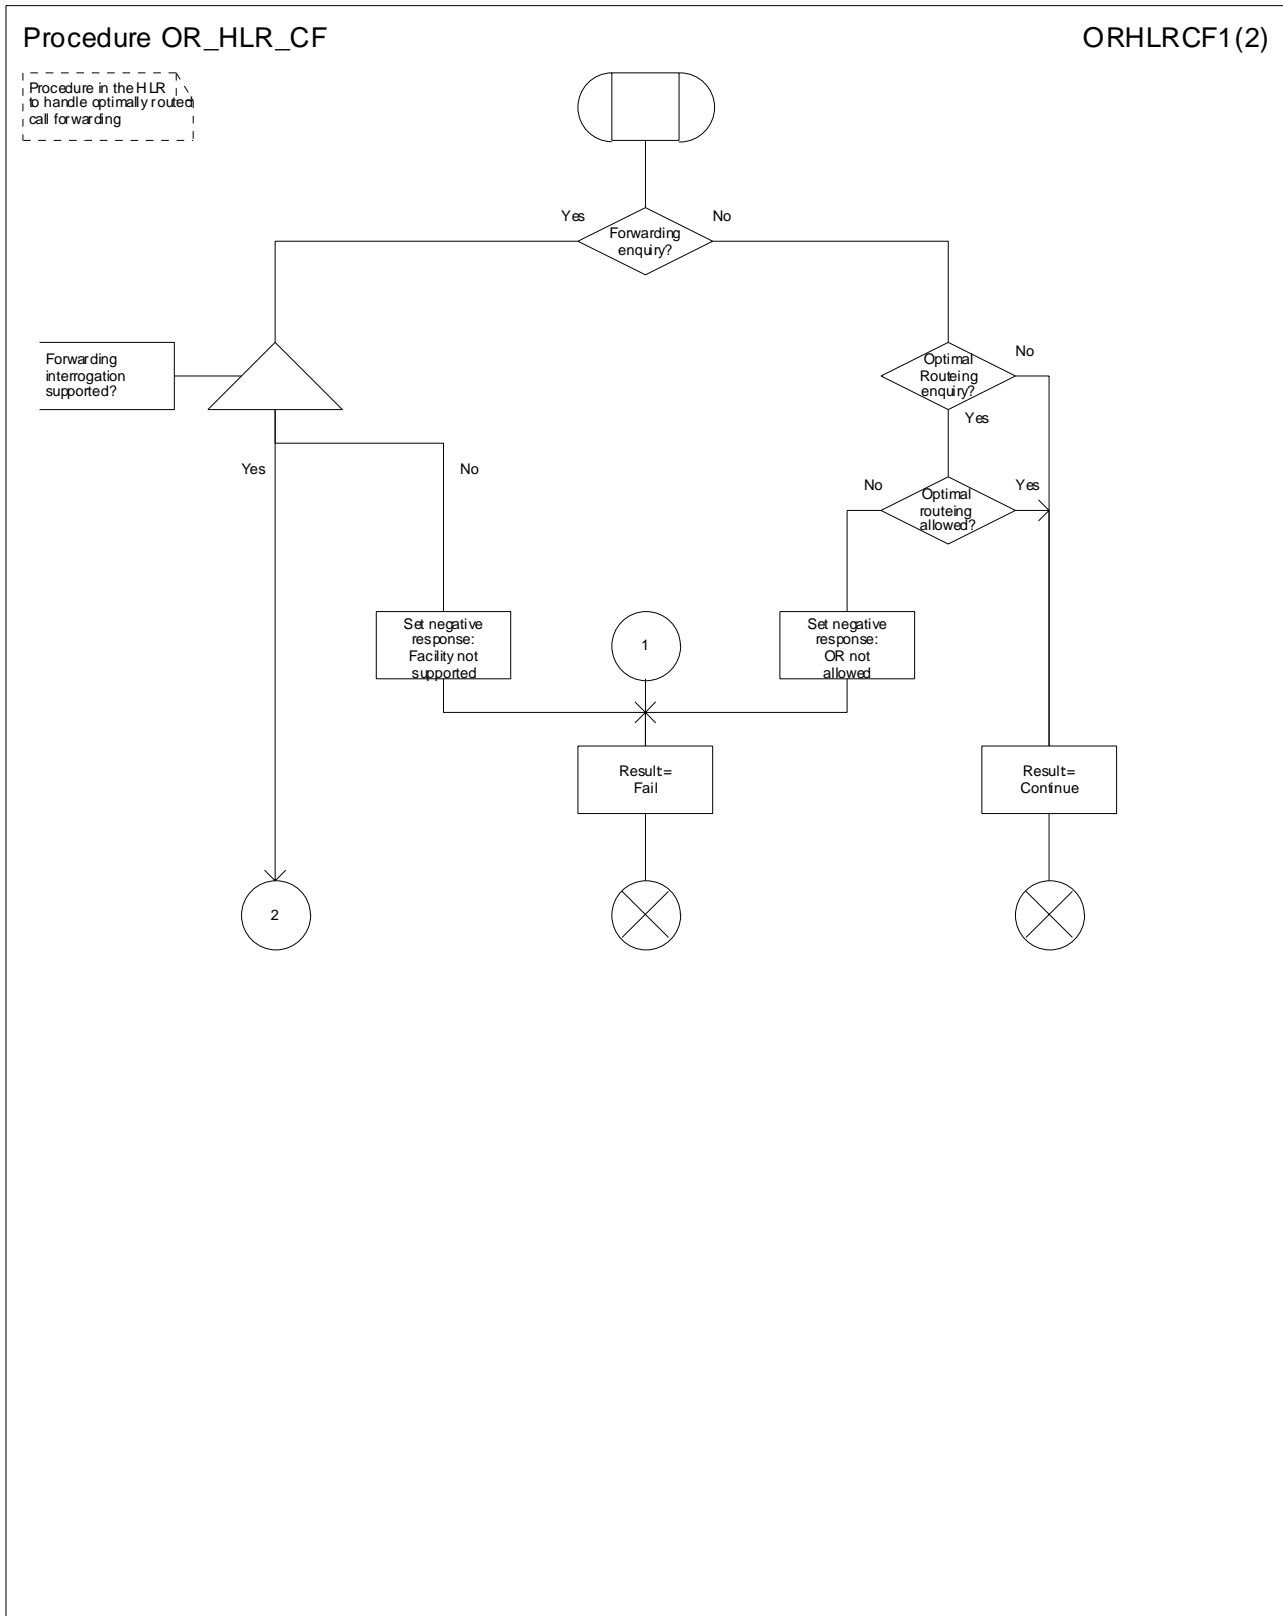 Procedure OR_HLR_CF
ORHLRCF1(2)
Procedure in the HLR
to handle optimally routed
call forwarding
Yes
No
Forwarding
enquiry?
Forwarding
interrogation
supported?
Optimal
Routeing
enquiry?
No
Yes
Yes
No
No
Optimal
routeing
allowed?
Yes
Set negative
response:
Facility not
supported
1
Set negative
response:
OR not
allowed
Result=
Fail
Result=
Continue
2